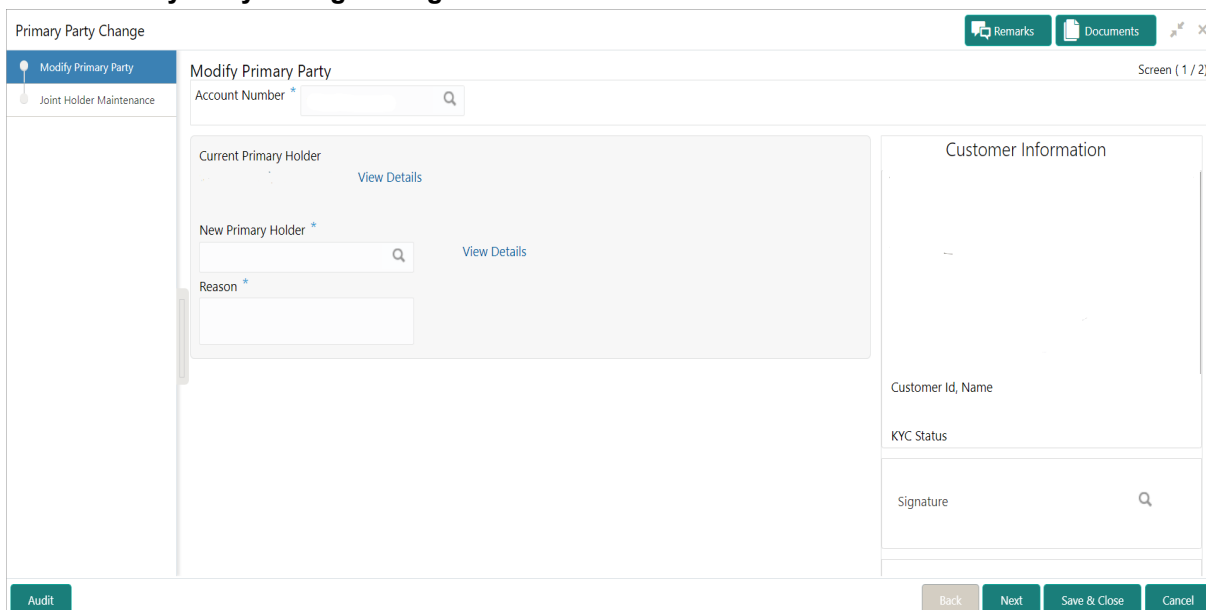 Primary Party Change
Remarks
Documents
Modify Primary Party
Joint Holder Maintenance
Modify Primary Party
Screen ( 1 / 2)
Account Number *
Current Primary Holder
View Details
New Primary Holder *
View Details
Reason *
Customer Information
Customer Id, Name
KYC Status
Signature
Audit
Back
Next
Save & Close
Cancel